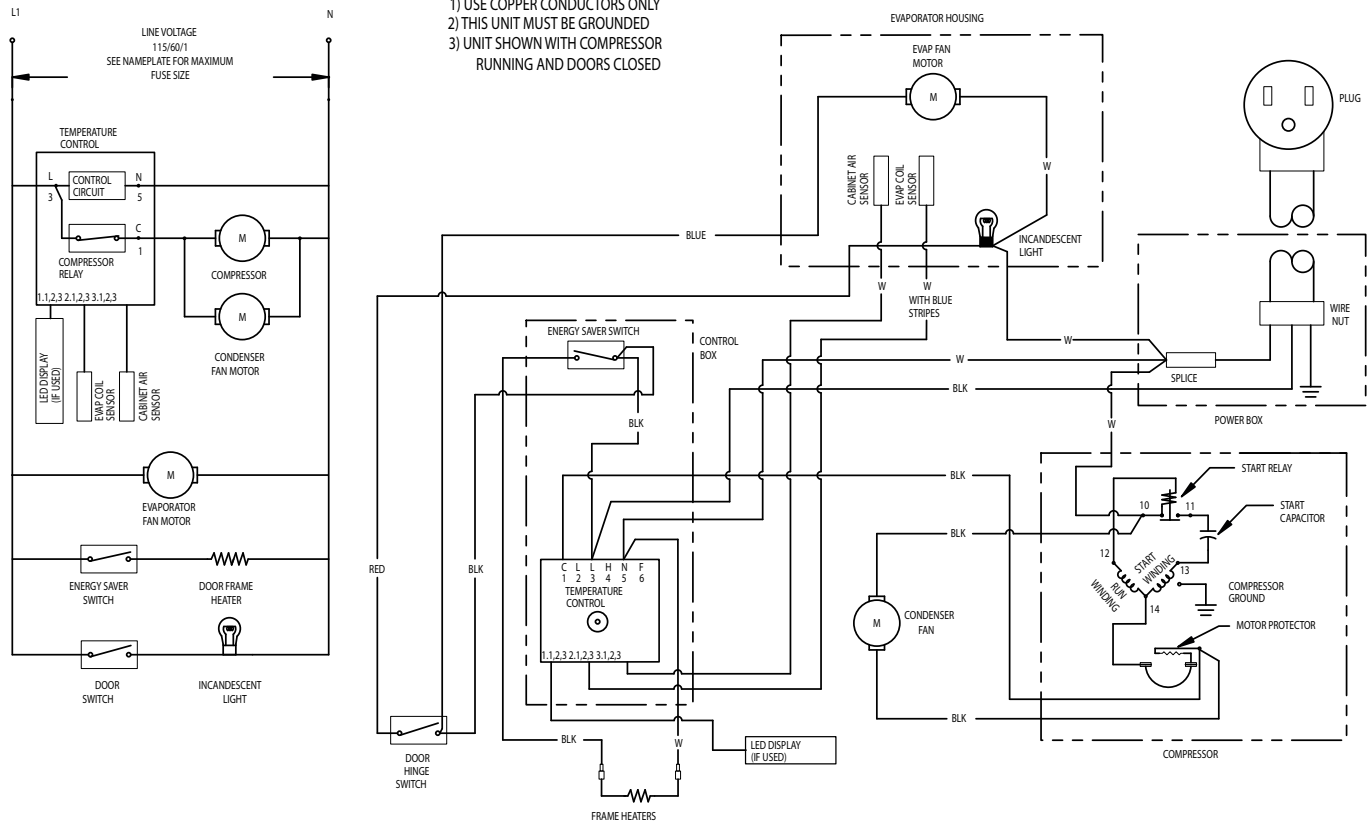 L1
N
LINE VOLTAGE
115/60/1
SEE NAMEPLATE FOR MAXIMUM
FUSE SIZE
1) USE COPPER CONDUCTORS ONLY
2) THIS UNIT MUST BE GROUNDED
3) UNIT SHOWN WITH COMPRESSOR
RUNNING AND DOORS CLOSED
TEMPERATURE
CONTROL
L
3
CONTROL
CIRCUIT
N
5
C
1
COMPRESSOR
RELAY
1.1,2,3 2.1,2,3 3.1,2,3
M
COMPRESSOR
M
CONDENSER
FAN MOTOR
LED DISPLAY
(IF USED)
EVAP COIL
SENSOR
CABINET AIR
SENSOR
M
EVAPORATOR
FAN MOTOR
ENERGY SAVER
SWITCH
DOOR FRAME
HEATER
DOOR
SWITCH
INCANDESCENT
LIGHT
EVAPORATOR HOUSING
EVAP FAN
MOTOR
M
W
CABINET AIR
SENSOR
EVAP COIL
SENSOR
INCANDESCENT
LIGHT
BLUE
W
W
WITH BLUE
STRIPES
PLUG
WIRE
NUT
SPLICE
POWER BOX
W
W
BLK
W
ENERGY SAVER SWITCH
CONTROL
BOX
BLK
C L L H N F
1 2 3 4 5 6
TEMPERATURE
CONTROL
1.1,2,3 2.1,2,3 3.1,2,3
RED
BLK
BLK
BLK
BLK
M
CONDENSER
FAN
START RELAY
10
11
START
CAPACITOR
12
START
WINDING
13
RUN
WINDING
14
COMPRESSOR
GROUND
MOTOR PROTECTOR
COMPRESSOR
DOOR
HINGE
SWITCH
BLK
W
LED DISPLAY
(IF USED)
FRAME HEATERS